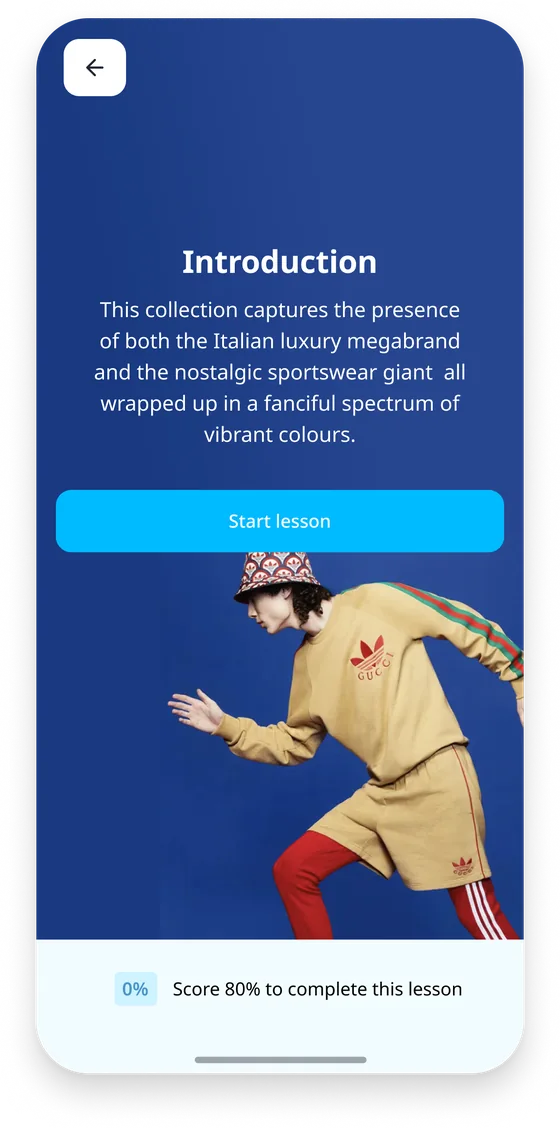 Introduction
This collection captures the presence
of both the Italian luxury megabrand
and the nostalgic sportswear giant  all
wrapped up in a fanciful spectrum of
vibrant colours.
Start lesson
GUCCI
0% Score 80% to complete this lesson